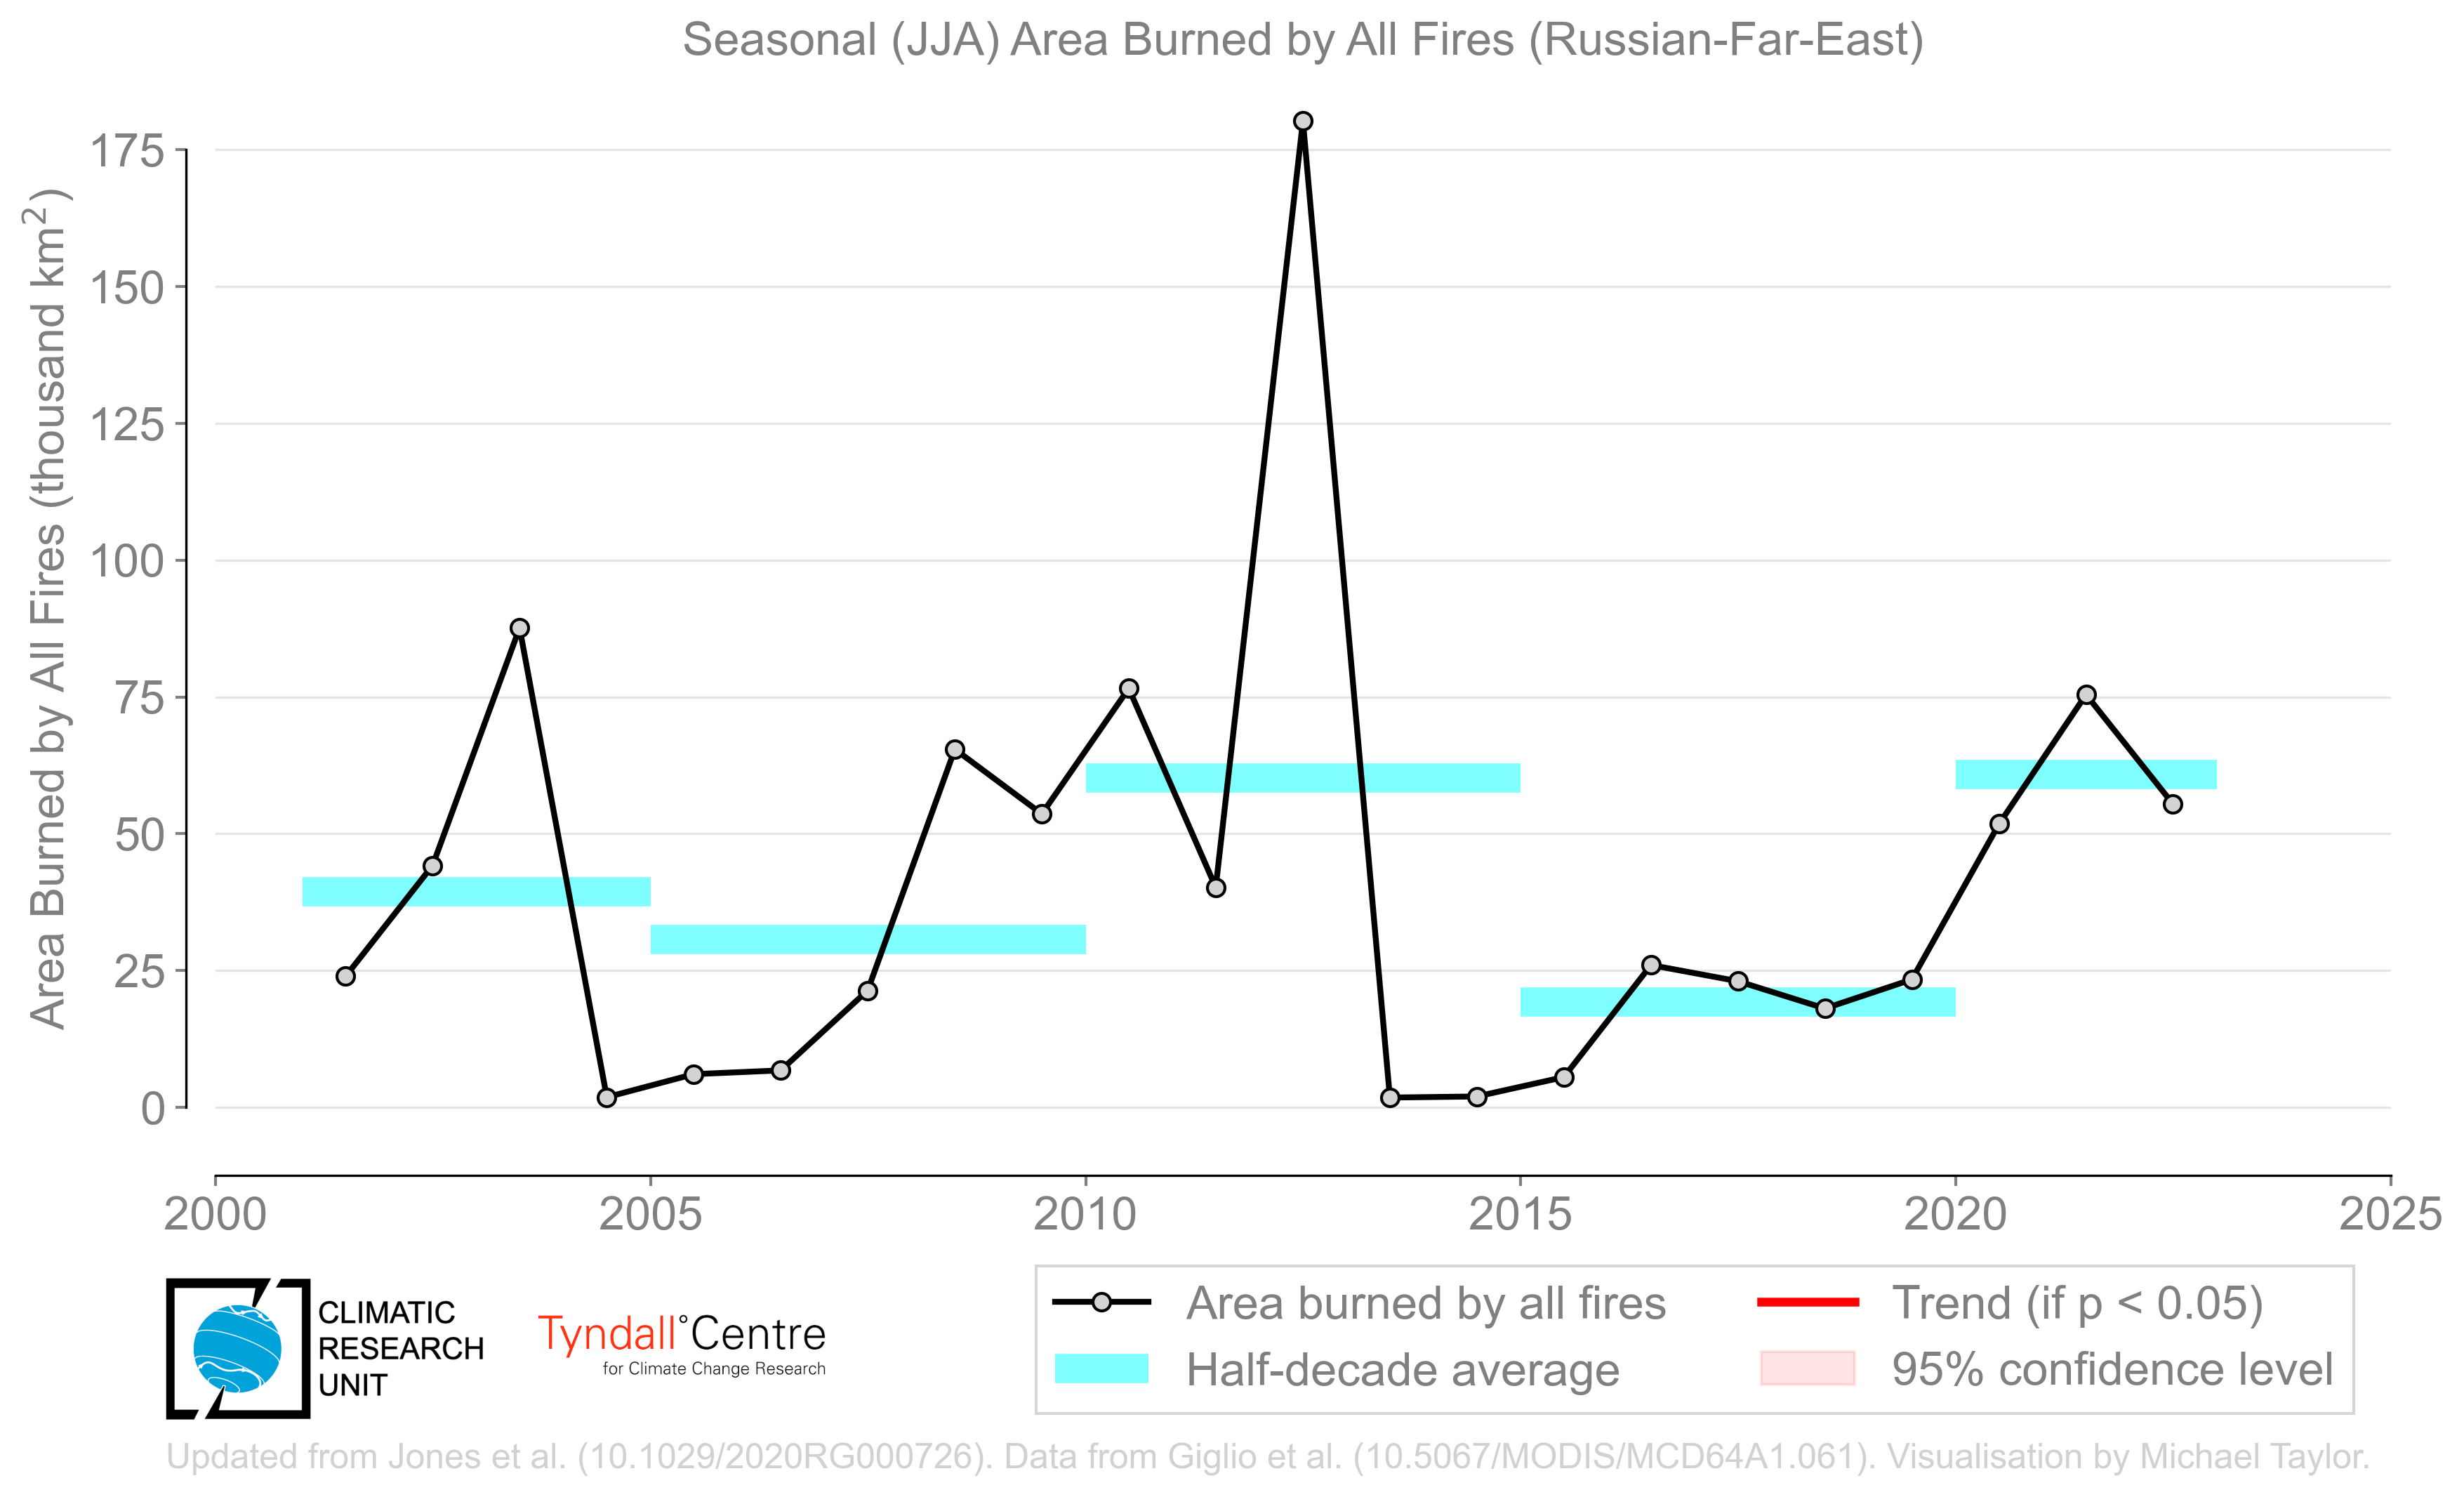 Seasonal (JJA) Area Burned by All Fires (Russian-Far-East)
Area Burned by All Fires (thousand km²)
175
150
125
100
75
50
25
0
2000 2005 2010 2015 2020 2025
CLIMATIC
RESEARCH
UNIT
Tyndall°Centre
for Climate Change Research
Area burned by all fires
Half-decade average
Trend (if p < 0.05)
95% confidence level
Updated from Jones et al. (10.1029/2020RG000726). Data from Giglio et al. (10.5067/MODIS/MCD64A1.061). Visualisation by Michael Taylor.